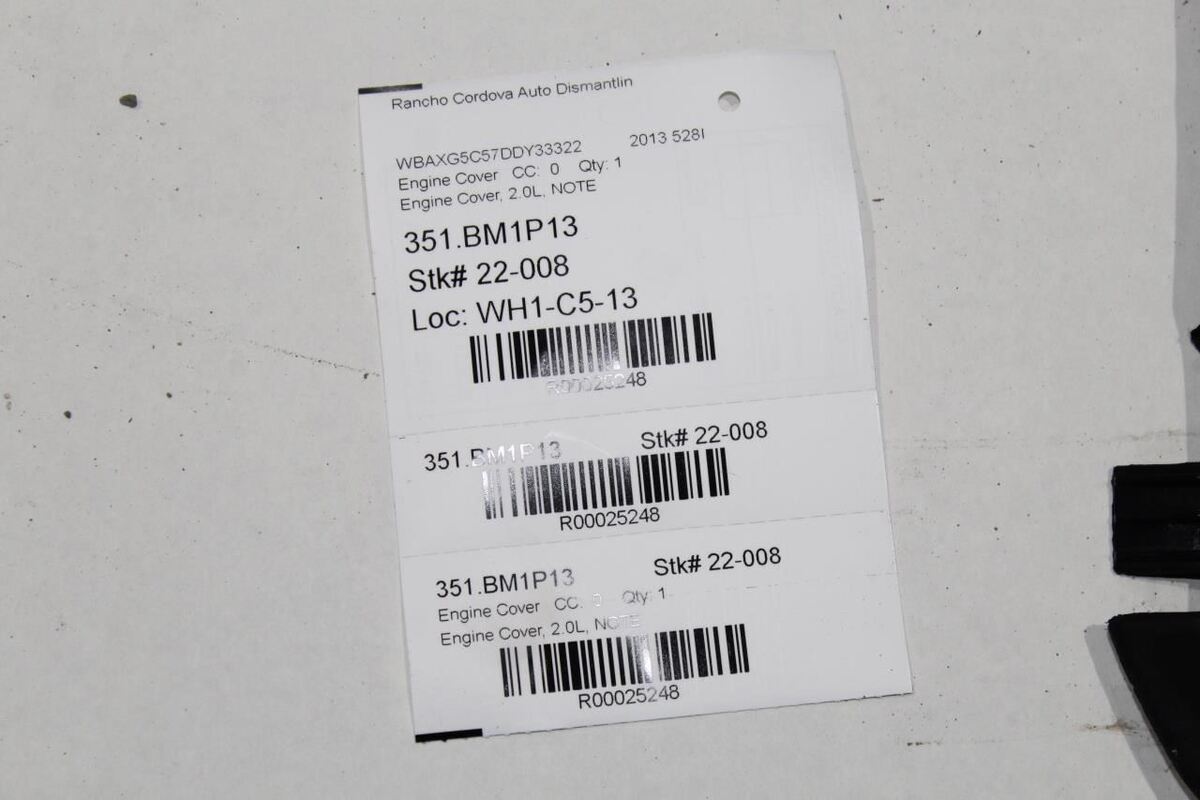 Rancho Cordova Auto Dismantlin
WBAXG5C57DDY33322 2013 528I
Engine Cover CC: 0 Qty: 1
Engine Cover, 2.0L, NOTE
351.BM1P13
Stk# 22-008
Loc: WH1-C5-13
R00025248
351.BM1P13 Stk# 22-008
R00025248
351.BM1P13 Stk# 22-008
Engine Cover CC: 0 Qty: 1
Engine Cover, 2.0L, NOTE
R00025248